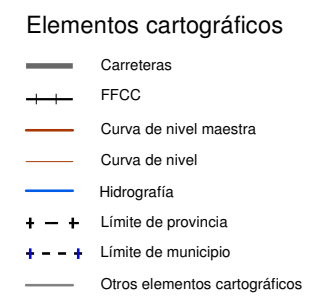 Elementos cartográficos
Carreteras
FFCC
Curva de nivel maestra
Curva de nivel
Hidrografía
Límite de provincia
Límite de municipio
Otros elementos cartográficos